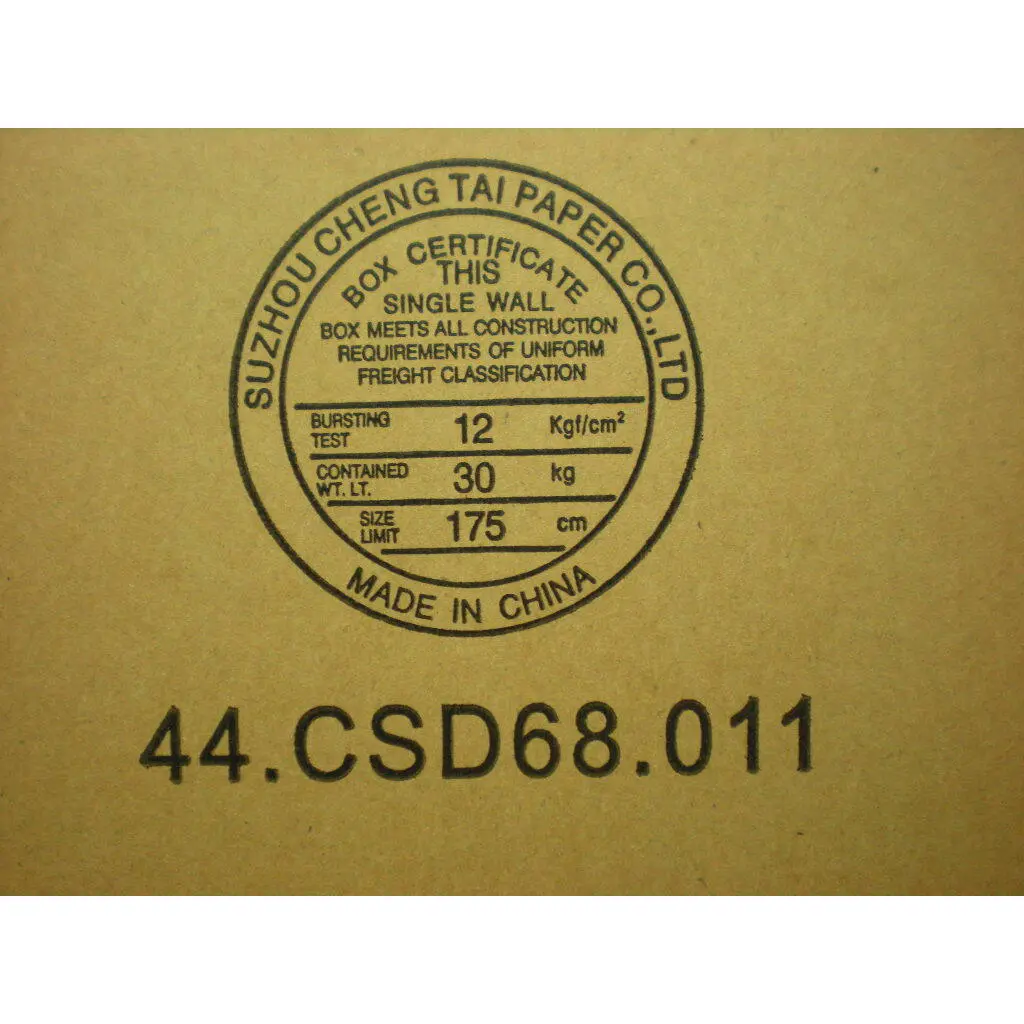 SUZHOU CHENG TAI PAPER CO.,LTD
BOX CERTIFICATE
THIS
SINGLE WALL
BOX MEETS ALL CONSTRUCTION
REQUIREMENTS OF UNIFORM
FREIGHT CLASSIFICATION
BURSTING TEST 12 Kgf/cm²
CONTAINED WT. LT. 30 kg
SIZE LIMIT 175 cm
MADE IN CHINA
44.CSD68.011